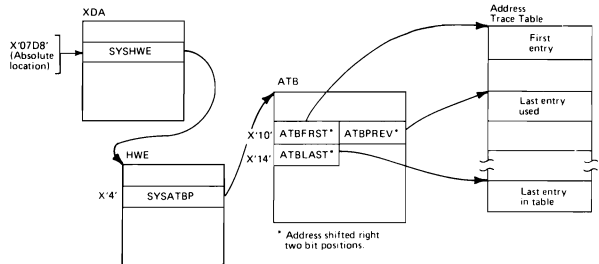 XDA
X'07D8'
(Absolute
location)
SYSHWE
HWE
X'4'
SYSATBP
ATB
X'10'
ATBFRST*
ATBPREV*
X'14'
ATBLAST*
* Address shifted right
two bit positions.
Address
Trace Table
First
entry
Last entry
used
Last entry
in table